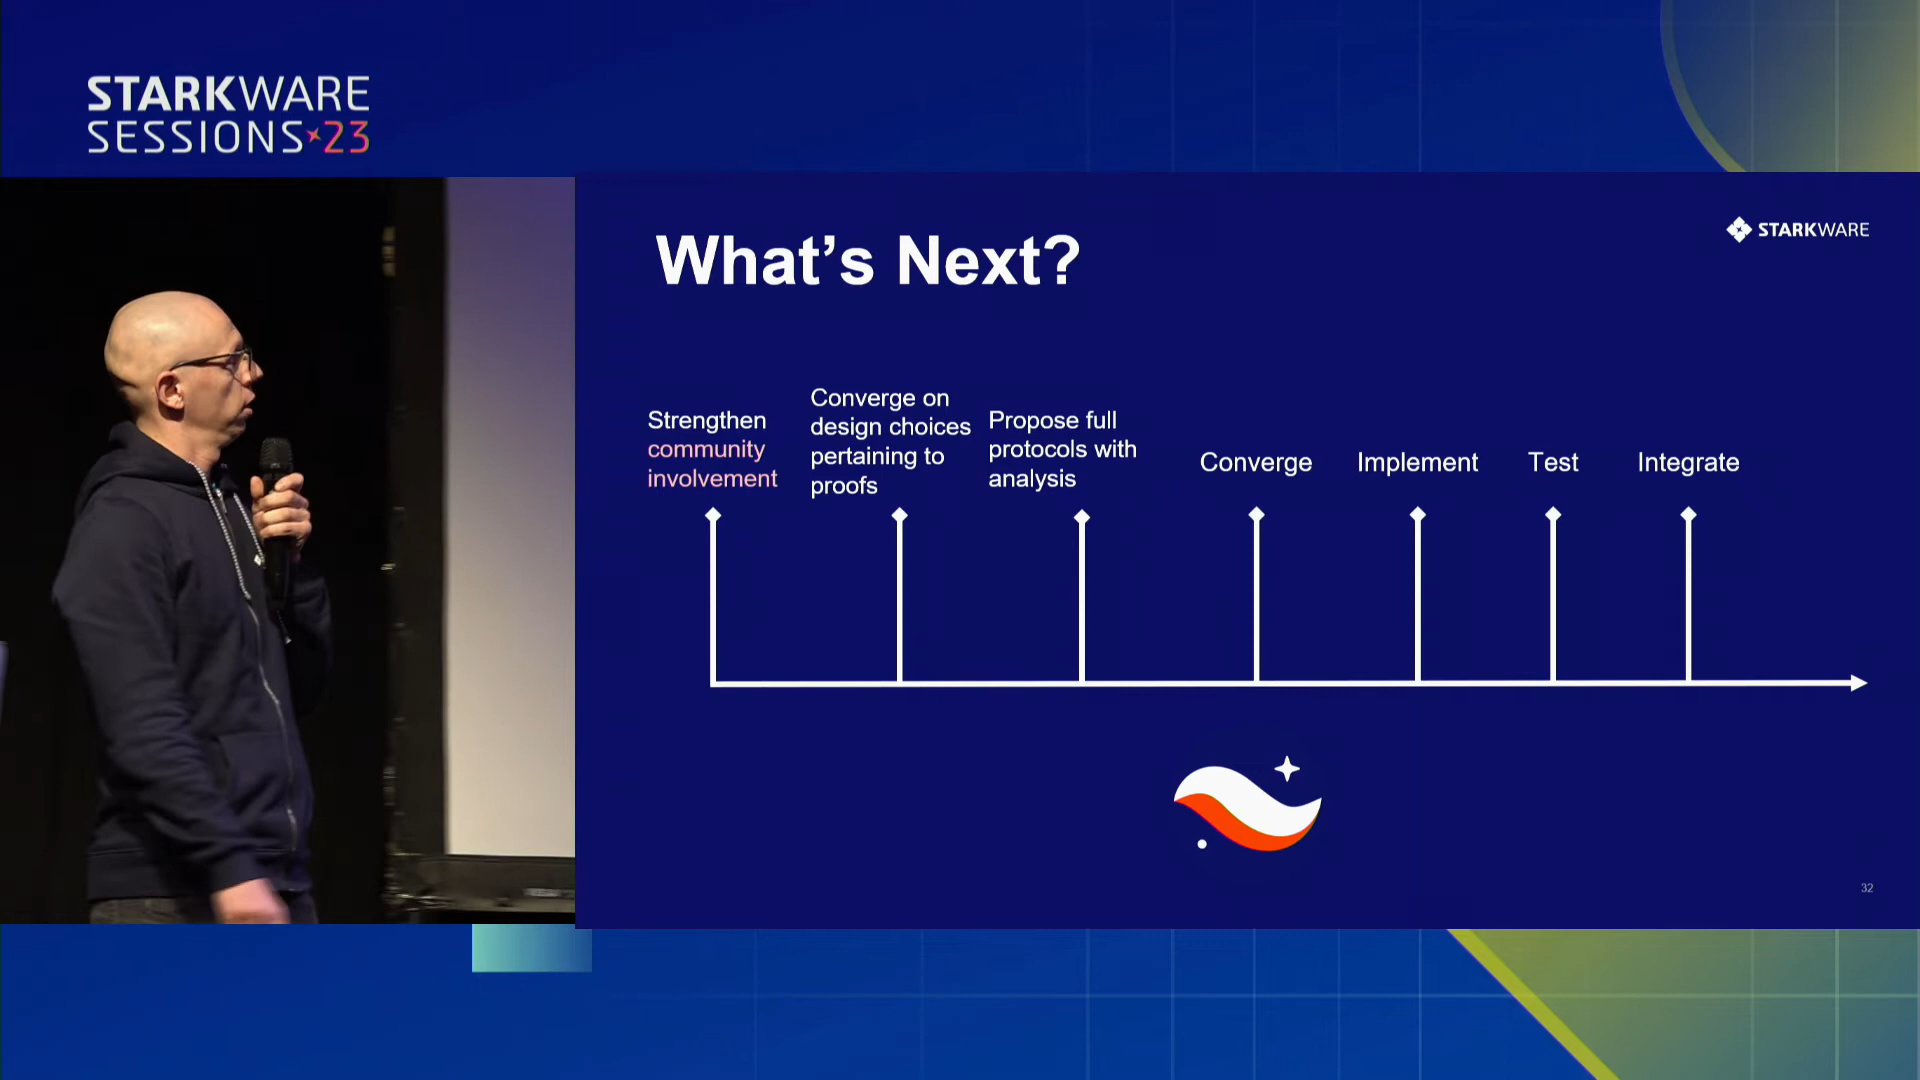 STARKWARE
SESSIONS 23
What's Next?
STARKWARE
Strengthen
community
involvement
Converge on
design choices
pertaining to
proofs
Propose full
protocols with
analysis
Converge
Implement
Test
Integrate
32